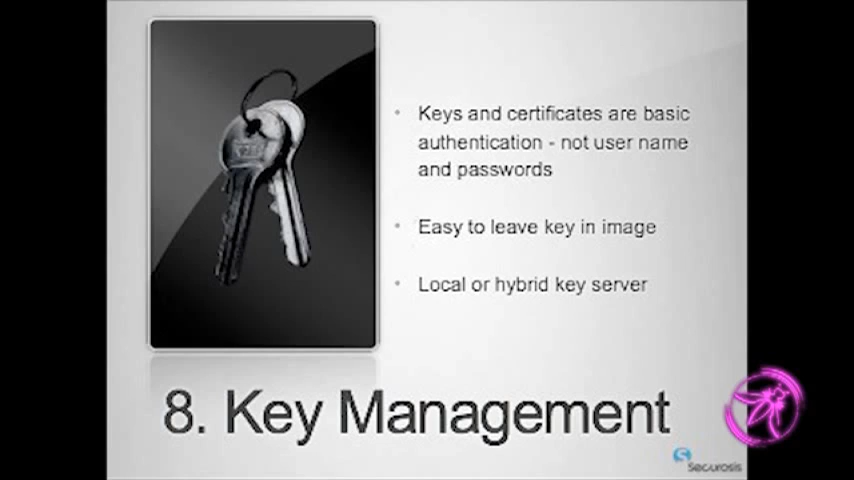 • Keys and certificates are basic
authentication - not user name
and passwords
• Easy to leave key in image
• Local or hybrid key server
8. Key Management
Securosis